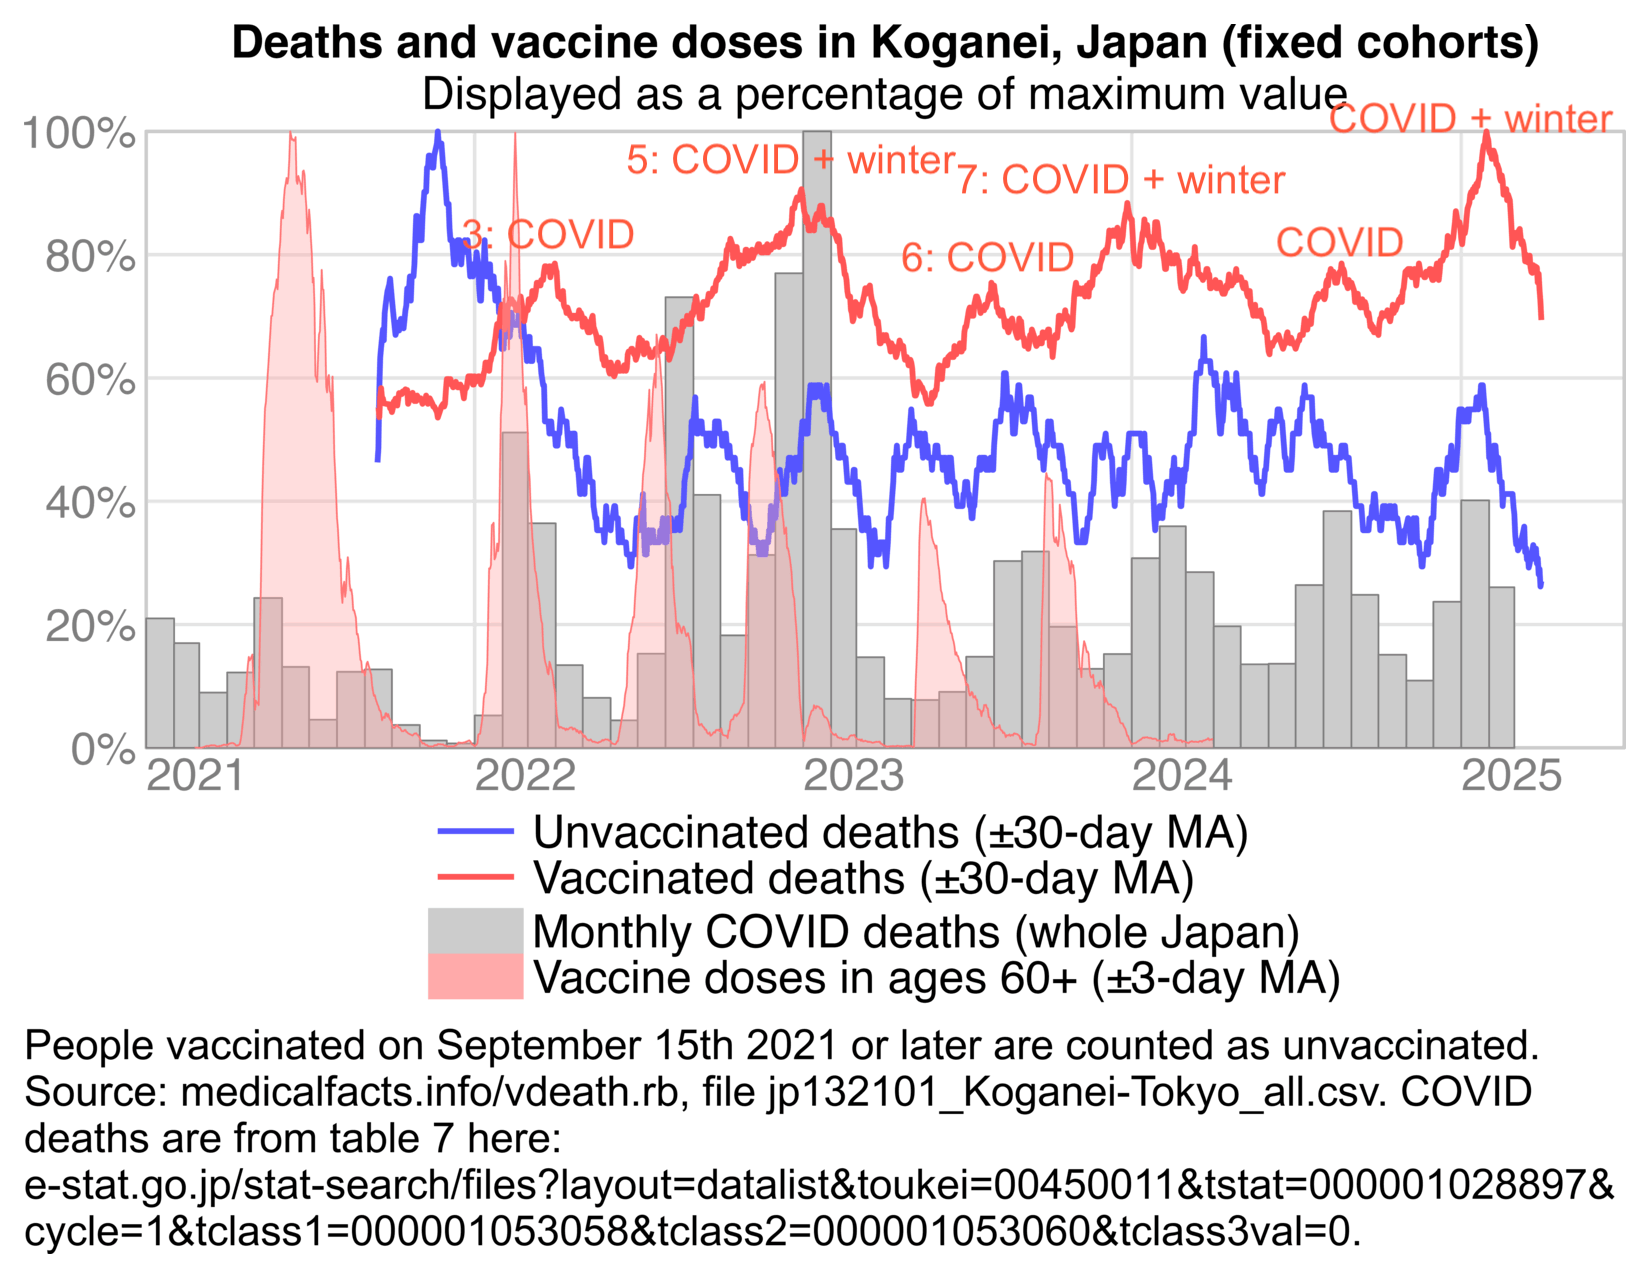 Deaths and vaccine doses in Koganei, Japan (fixed cohorts)
Displayed as a percentage of maximum value
COVID + winter
100%
5: COVID + winter
7: COVID + winter
3: COVID
6: COVID
COVID
80%
60%
40%
20%
0%
2021 2022 2023 2024 2025
Unvaccinated deaths (±30-day MA)
Vaccinated deaths (±30-day MA)
Monthly COVID deaths (whole Japan)
Vaccine doses in ages 60+ (±3-day MA)
People vaccinated on September 15th 2021 or later are counted as unvaccinated.
Source: medicalfacts.info/vdeath.rb, file jp132101_Koganei-Tokyo_all.csv. COVID
deaths are from table 7 here:
e-stat.go.jp/stat-search/files?layout=datalist&toukei=00450011&tstat=000001028897&
cycle=1&tclass1=000001053058&tclass2=000001053060&tclass3val=0.